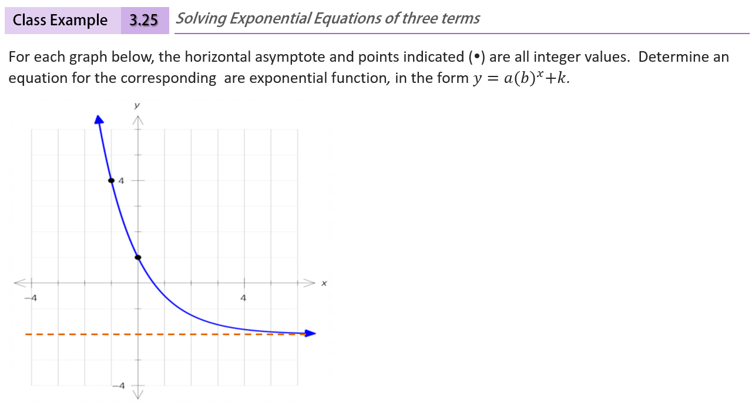 Class Example 3.25 Solving Exponential Equations of three terms
For each graph below, the horizontal asymptote and points indicated (•) are all integer values. Determine an
equation for the corresponding are exponential function, in the form y = a(b)ˣ+k.
y
4
x
-4
4
-4